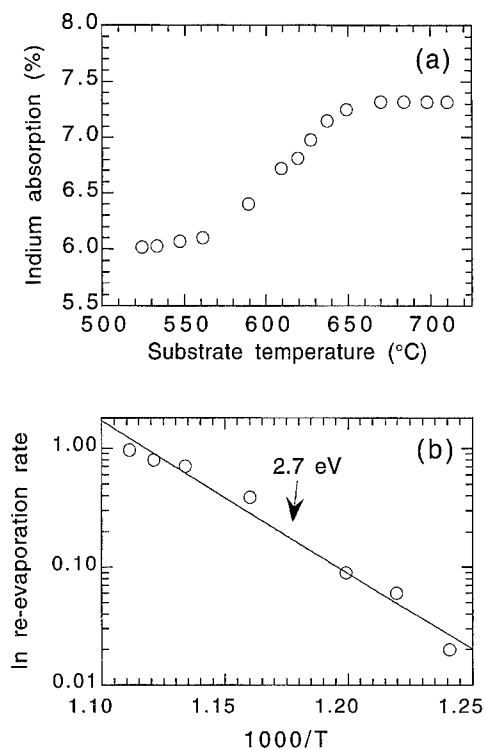 8.0
(a)
7.5
7.0
6.5
6.0
5.5
Indium absorption (%)
500 550 600 650 700
Substrate temperature (°C)
(b)
1.00
2.7 eV
0.10
0.01
In re-evaporation rate
1.10 1.15 1.20 1.25
1000/T